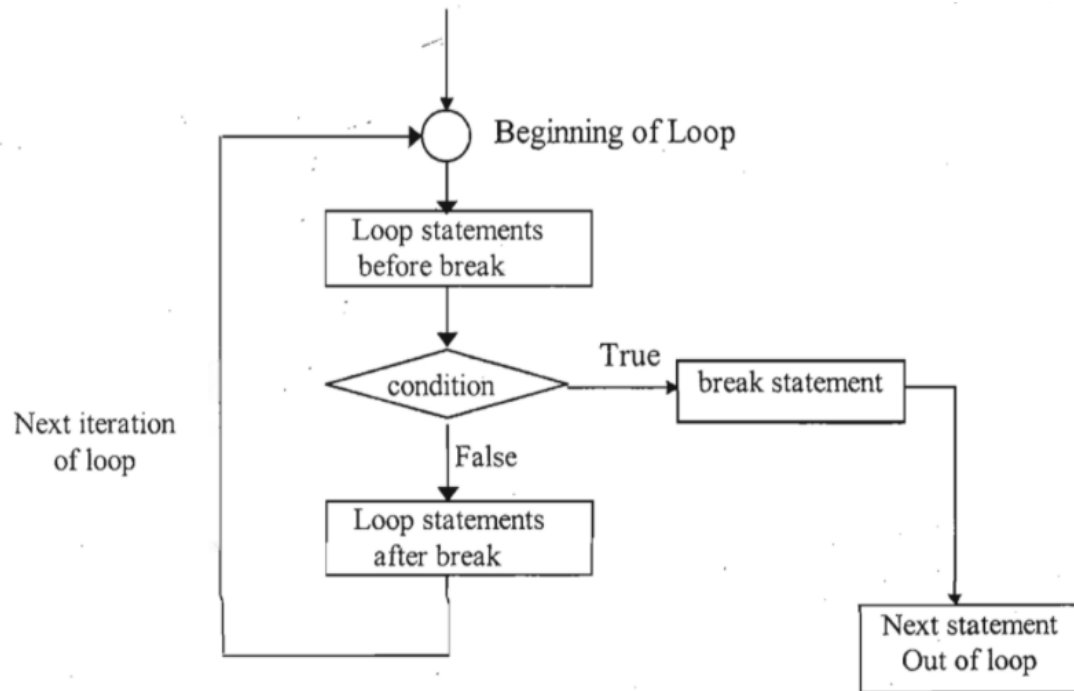 Beginning of Loop
Loop statements
before break
condition
True
break statement
Next iteration
of loop
False
Loop statements
after break
Next statement
Out of loop